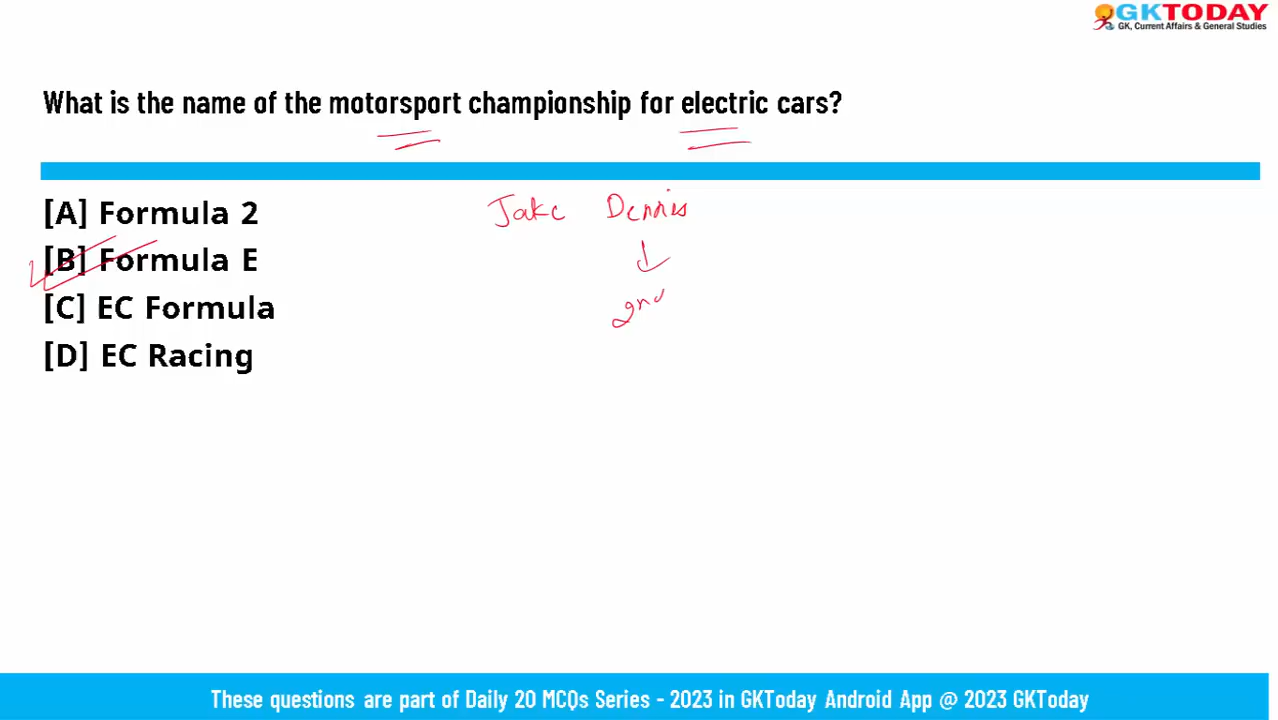 GKTODAY
GK, Current Affairs & General Studies
What is the name of the motorsport championship for electric cars?
[A] Formula 2
[B] Formula E
[C] EC Formula
[D] EC Racing
Jake Dennis
2nd
These questions are part of Daily 20 MCQs Series - 2023 in GKToday Android App @ 2023 GKToday